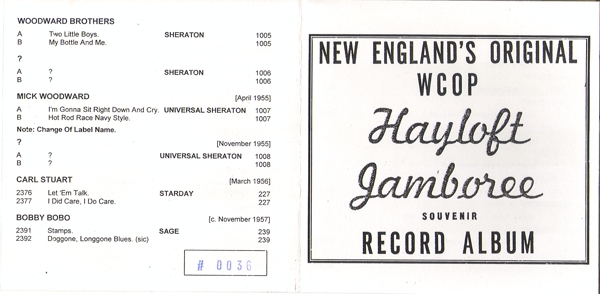 WOODWARD BROTHERS
A Two Little Boys. SHERATON 1005
B My Bottle And Me. 1005
?
A ? SHERATON 1006
B ? 1006
MICK WOODWARD [April 1955]
A I'm Gonna Sit Right Down And Cry. UNIVERSAL SHERATON 1007
B Hot Rod Race Navy Style. 1007
Note: Change Of Label Name.
? [November 1955]
A ? UNIVERSAL SHERATON 1008
B ? 1008
CARL STUART [March 1956]
2376 Let 'Em Talk. STARDAY 227
2377 I Did Care, I Do Care. 227
BOBBY BOBO [c. November 1957]
2391 Stamps. SAGE 239
2392 Doggone, Longgone Blues. (sic) 239
# 0036
NEW ENGLAND'S ORIGINAL
WCOP
Hayloft
Jamboree
SOUVENIR
RECORD ALBUM